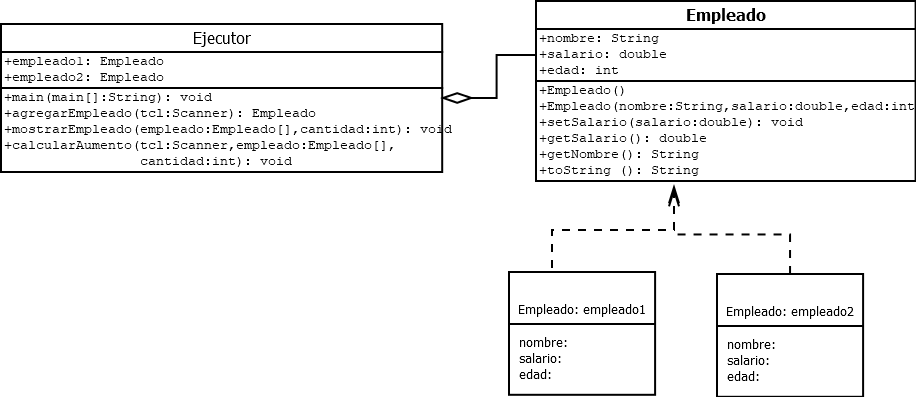 Ejecutor
+empleado1: Empleado
+empleado2: Empleado
+main(main[]:String): void
+agregarEmpleado(tcl:Scanner): Empleado
+mostrarEmpleado(empleado:Empleado[],cantidad:int): void
+calcularAumento(tcl:Scanner,empleado:Empleado[],
cantidad:int): void
Empleado
+nombre: String
+salario: double
+edad: int
+Empleado()
+Empleado(nombre:String,salario:double,edad:int
+setSalario(salario:double): void
+getSalario(): double
+getNombre(): String
+toString (): String
Empleado: empleado1
nombre:
salario:
edad:
Empleado: empleado2
nombre:
salario:
edad: